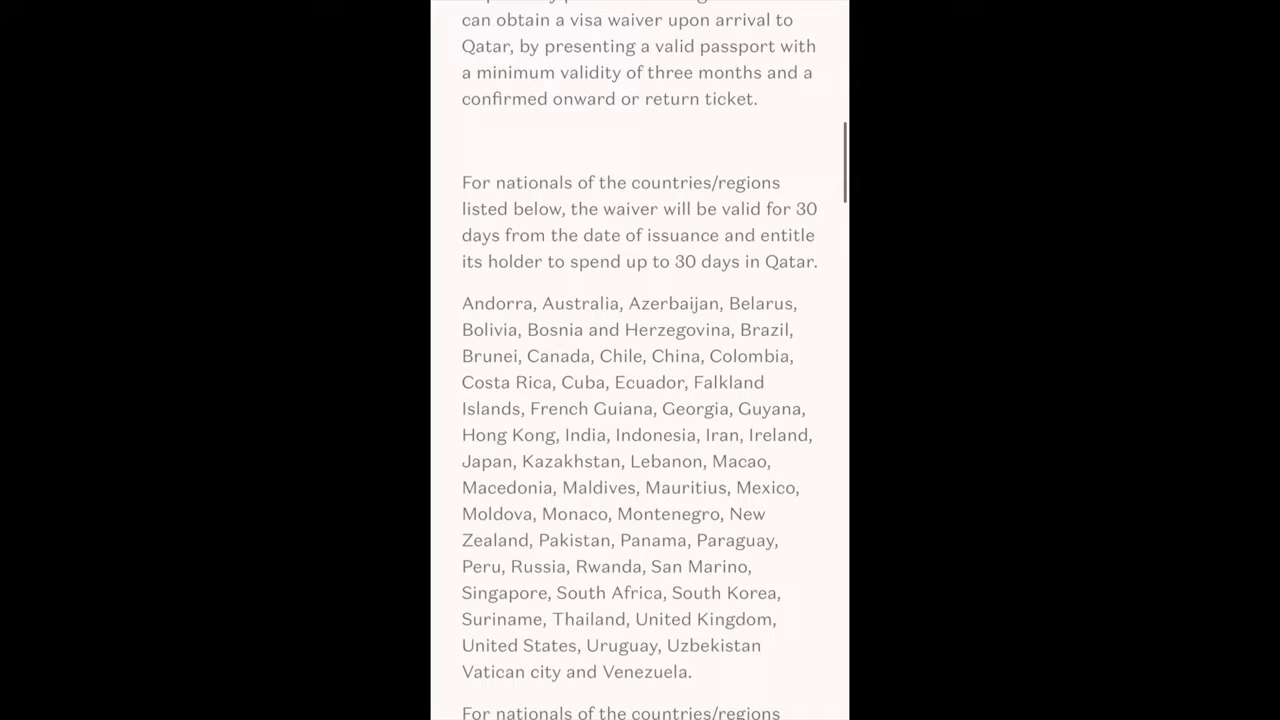 can obtain a visa waiver upon arrival to
Qatar, by presenting a valid passport with
a minimum validity of three months and a
confirmed onward or return ticket.
For nationals of the countries/regions
listed below, the waiver will be valid for 30
days from the date of issuance and entitle
its holder to spend up to 30 days in Qatar.
Andorra, Australia, Azerbaijan, Belarus,
Bolivia, Bosnia and Herzegovina, Brazil,
Brunei, Canada, Chile, China, Colombia,
Costa Rica, Cuba, Ecuador, Falkland
Islands, French Guiana, Georgia, Guyana,
Hong Kong, India, Indonesia, Iran, Ireland,
Japan, Kazakhstan, Lebanon, Macao,
Macedonia, Maldives, Mauritius, Mexico,
Moldova, Monaco, Montenegro, New
Zealand, Pakistan, Panama, Paraguay,
Peru, Russia, Rwanda, San Marino,
Singapore, South Africa, South Korea,
Suriname, Thailand, United Kingdom,
United States, Uruguay, Uzbekistan
Vatican city and Venezuela.
For nationals of the countries/regions